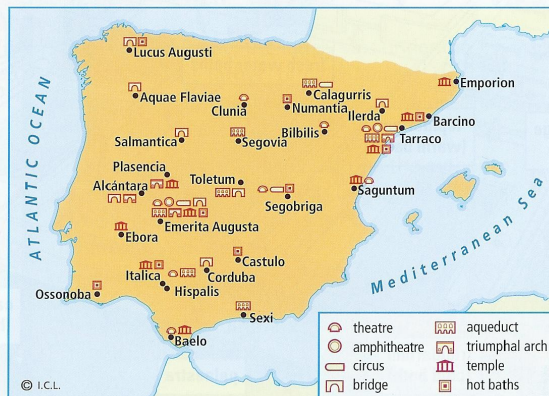 Lucus Augusti
Aquae Flaviae
Clunia
Calagurris
Numantia
Ilerda
Emporion
Barcino
Tarraco
Bilbilis
Salmantica
Segovia
Plasencia
Alcántara
Toletum
Segobriga
Saguntum
Emerita Augusta
Ebora
Castulo
Italica
Corduba
Hispalis
Ossonoba
Sexi
Baelo
ATLANTIC OCEAN
Mediterranean Sea
theatre
amphitheatre
circus
bridge
aqueduct
triumphal arch
temple
hot baths
© I.C.L.